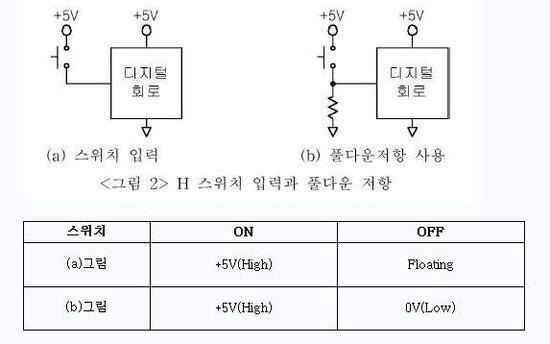 +5V +5V +5V +5V
디지털 디지털
회로 회로
(a) 스위치 입력 (b) 풀다운저항 사용
<그림 2> H 스위치 입력과 풀다운 저항
스위치 ON OFF
(a)그림 +5V(High) Floating
(b)그림 +5V(High) 0V(Low)